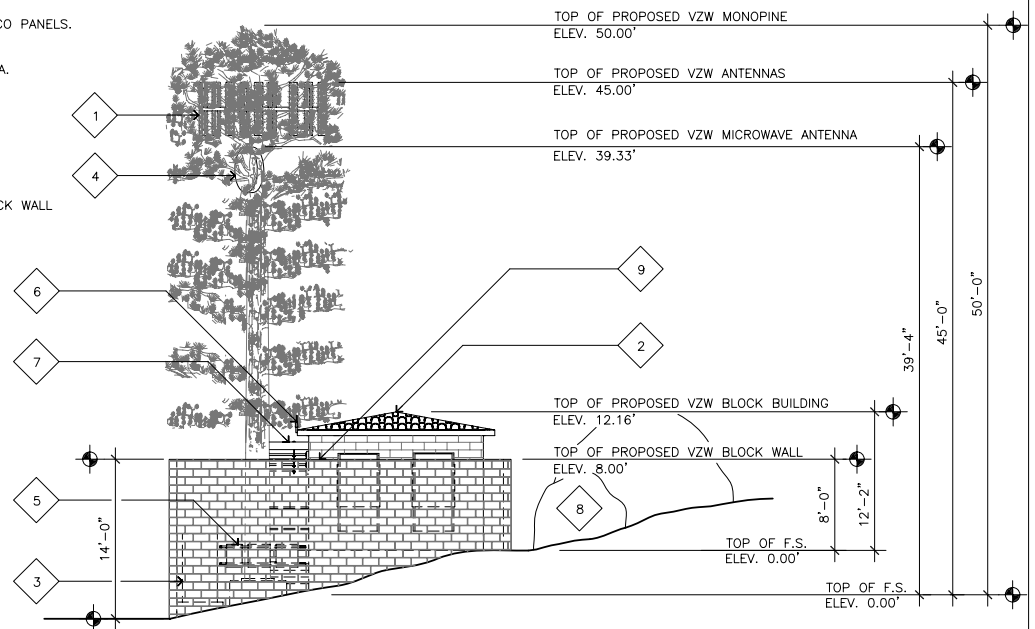 CO PANELS.
A.
CK WALL
TOP OF PROPOSED VZW MONOPINE
ELEV. 50.00'
TOP OF PROPOSED VZW ANTENNAS
ELEV. 45.00'
TOP OF PROPOSED VZW MICROWAVE ANTENNA
ELEV. 39.33'
1
4
6
9
7
2
50'-0"
45'-0"
39'-4"
TOP OF PROPOSED VZW BLOCK BUILDING
ELEV. 12.16'
TOP OF PROPOSED VZW BLOCK WALL
ELEV. 8.00'
5
8
14'-0"
8'-0"
12'-2"
3
TOP OF F.S.
ELEV. 0.00'
TOP OF F.S.
ELEV. 0.00'